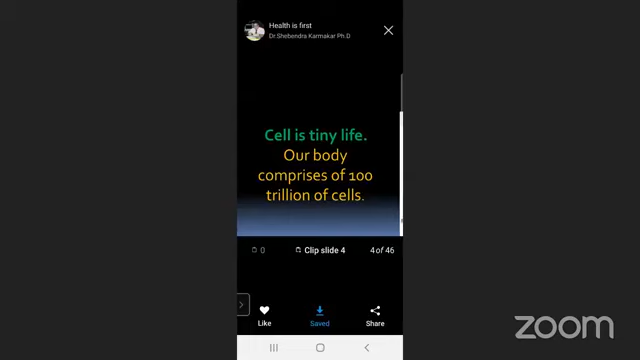 Health is first
Dr.Shebendra Karmakar Ph.D
Cell is tiny life.
Our body
comprises of 100
trillion of cells.
0
Clip slide 4
4 of 46
Like
Saved
Share
zoom